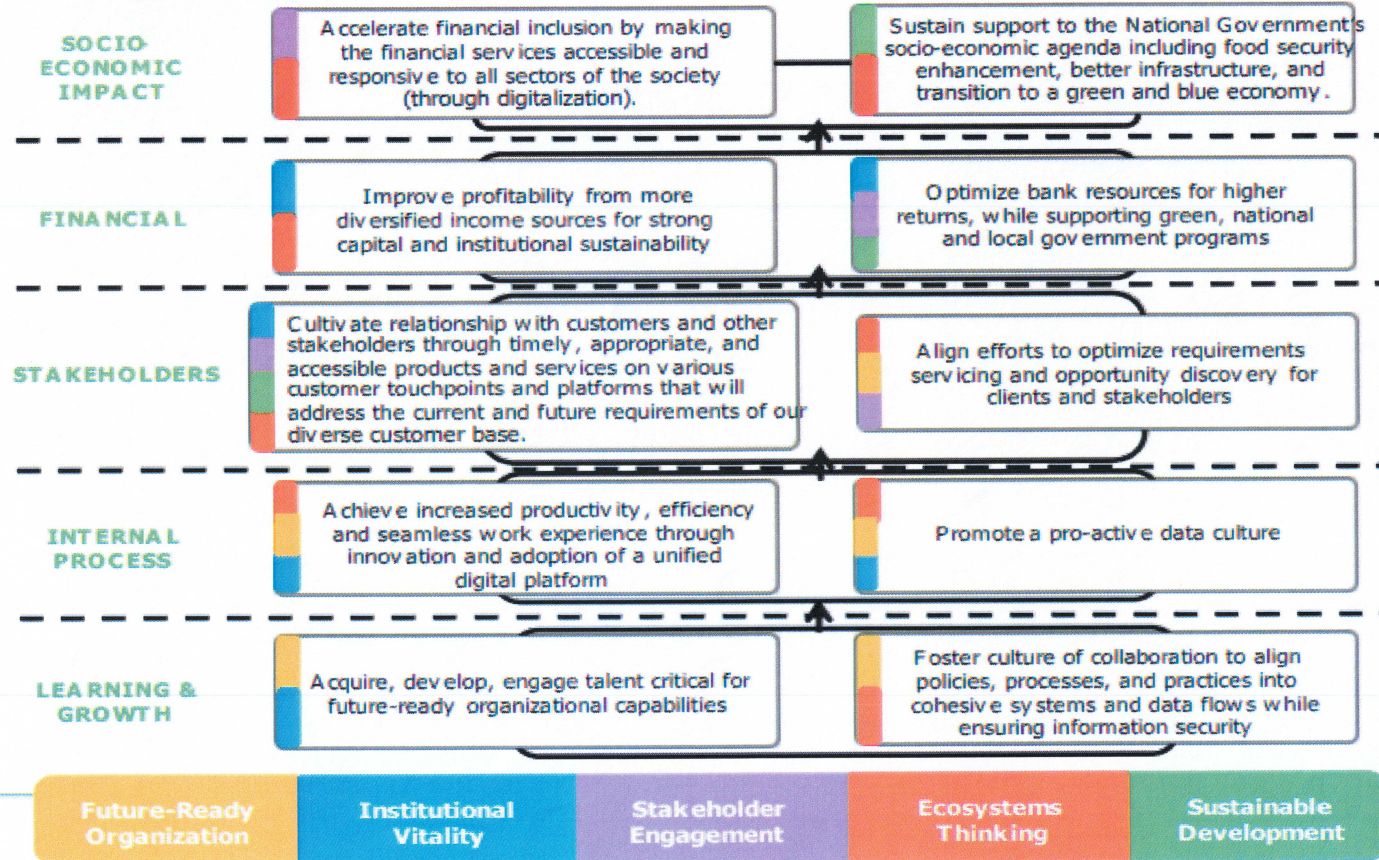 SOCIO-
ECONOMIC
IMPACT
Accelerate financial inclusion by making
the financial services accessible and
responsive to all sectors of the society
(through digitalization).
Sustain support to the National Government's
socio-economic agenda including food security
enhancement, better infrastructure, and
transition to a green and blue economy.
FINANCIAL
Improve profitability from more
diversified income sources for strong
capital and institutional sustainability
Optimize bank resources for higher
returns, while supporting green, national
and local government programs
STAKEHOLDERS
Cultivate relationship with customers and other
stakeholders through timely, appropriate, and
accessible products and services on various
customer touchpoints and platforms that will
address the current and future requirements of our
diverse customer base.
Align efforts to optimize requirements
servicing and opportunity discovery for
clients and stakeholders
INTERNAL
PROCESS
Achieve increased productivity, efficiency
and seamless work experience through
innovation and adoption of a unified
digital platform
Promote a pro-active data culture
LEARNING &
GROWTH
Acquire, develop, engage talent critical for
future-ready organizational capabilities
Foster culture of collaboration to align
policies, processes, and practices into
cohesive systems and data flows while
ensuring information security
Future-Ready
Organization
Institutional
Vitality
Stakeholder
Engagement
Ecosystems
Thinking
Sustainable
Development